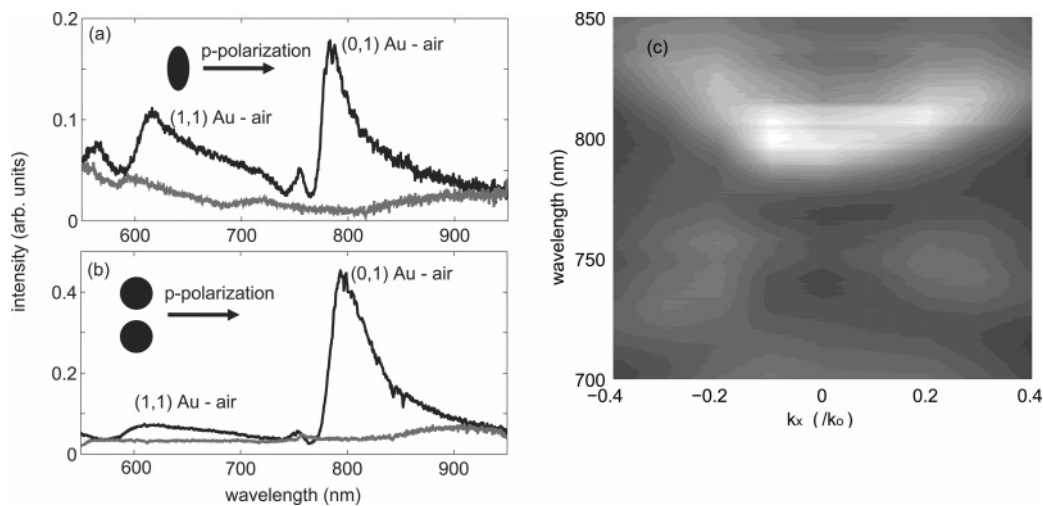 (a)
0.2
0.1
0
p-polarization
(0,1) Au - air
(1,1) Au - air
600
700
800
900
intensity (arb. units)
(b)
0.4
0.2
0
p-polarization
(0,1) Au - air
(1,1) Au - air
600
700
800
900
wavelength (nm)
(c)
850
800
750
700
wavelength (nm)
−0.4
−0.2
0
0.2
0.4
kx (/ko)